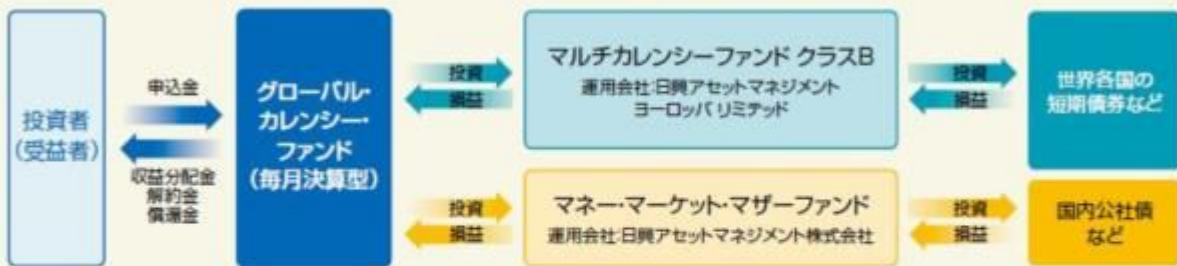 投資者
(受益者)
申込金
収益分配金
解約金
償還金
グローバル・
カレンシー・
ファンド
(毎月決算型)
投資
損益
マルチカレンシーファンド クラスB
運用会社:日興アセットマネジメント
ヨーロッパ リミテッド
投資
損益
世界各国の
短期債券など
投資
損益
マネー・マーケット・マザーファンド
運用会社:日興アセットマネジメント株式会社
投資
損益
国内公社債
など